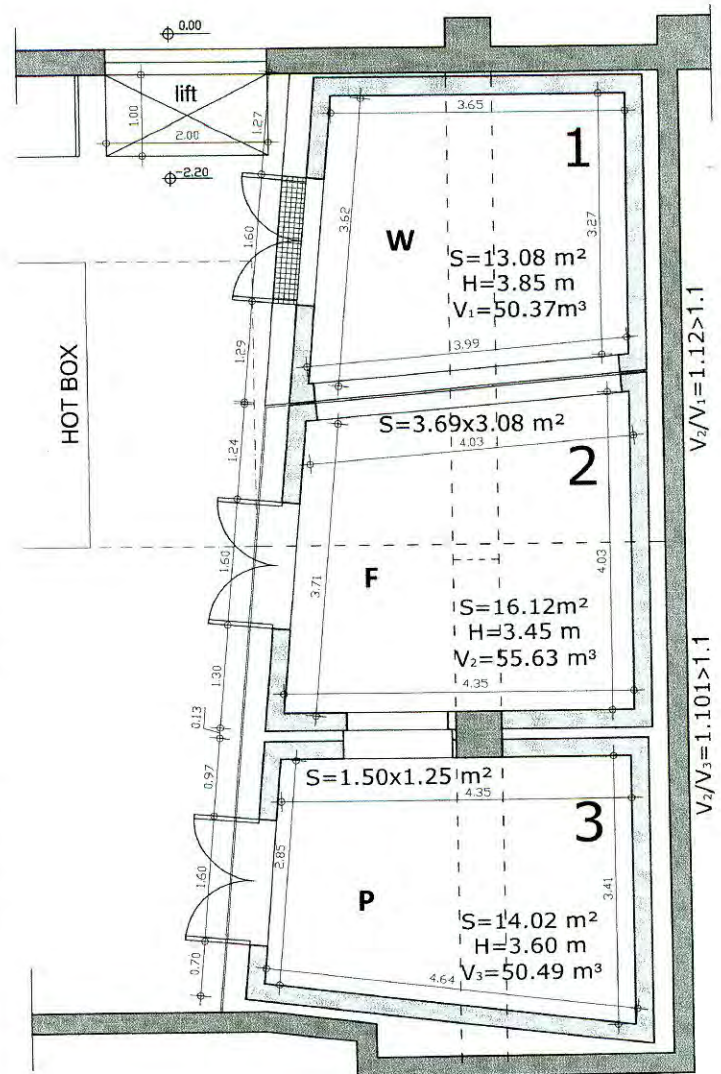 0.00
lift
1.00
2.00
1.27
-2.20
3.65
1
1.60
3.62
W
3.27
S=13.08 m²
H=3.85 m
V₁=50.37m³
V₂/V₁=1.12>1.1
1.29
3.99
HOT BOX
S=3.69x3.08 m²
4.03
2
1.24
1.60
3.71
F
4.03
S=16.12m²
H=3.45 m
V₂=55.63 m³
4.35
1.30
0.13
V₂/V₃=1.101>1.1
S=1.50x1.25 m²
4.35
0.97
3
2.85
1.60
P
3.41
S=14.02 m²
H=3.60 m
V₃=50.49 m³
4.64
0.70